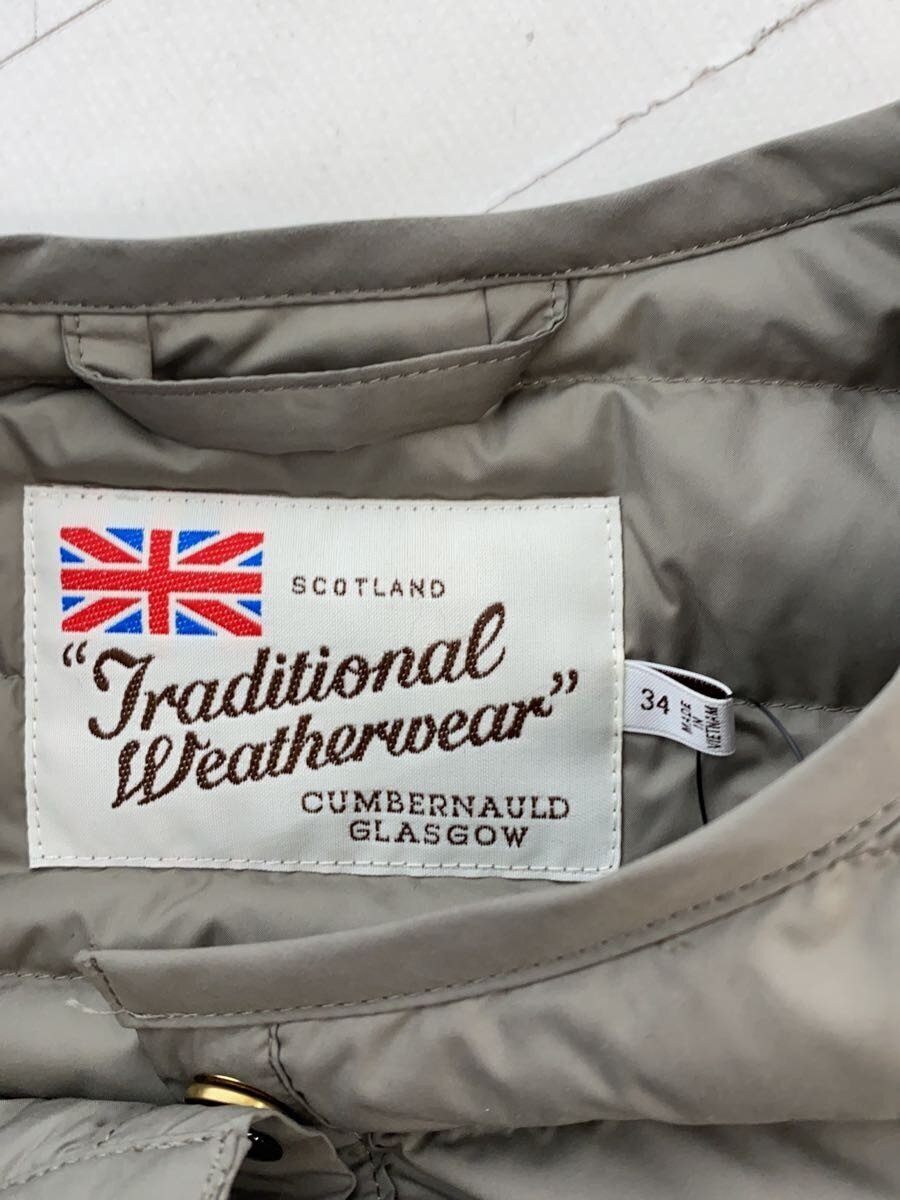 SCOTLAND
"Traditional
Weatherwear"
CUMBERNAULD
GLASGOW
34
MADE
IN
VIETNAM